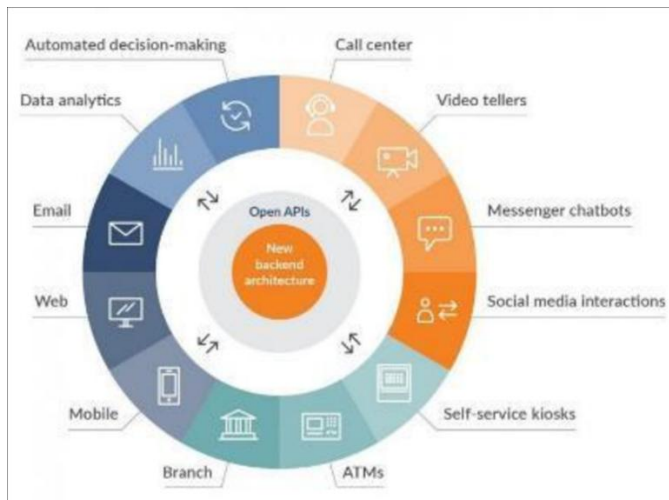 Automated decision-making
Call center
Data analytics
Video tellers
Email
Open APIs
Messenger chatbots
New
backend
architecture
Web
Social media interactions
Mobile
Self-service kiosks
Branch
ATMs